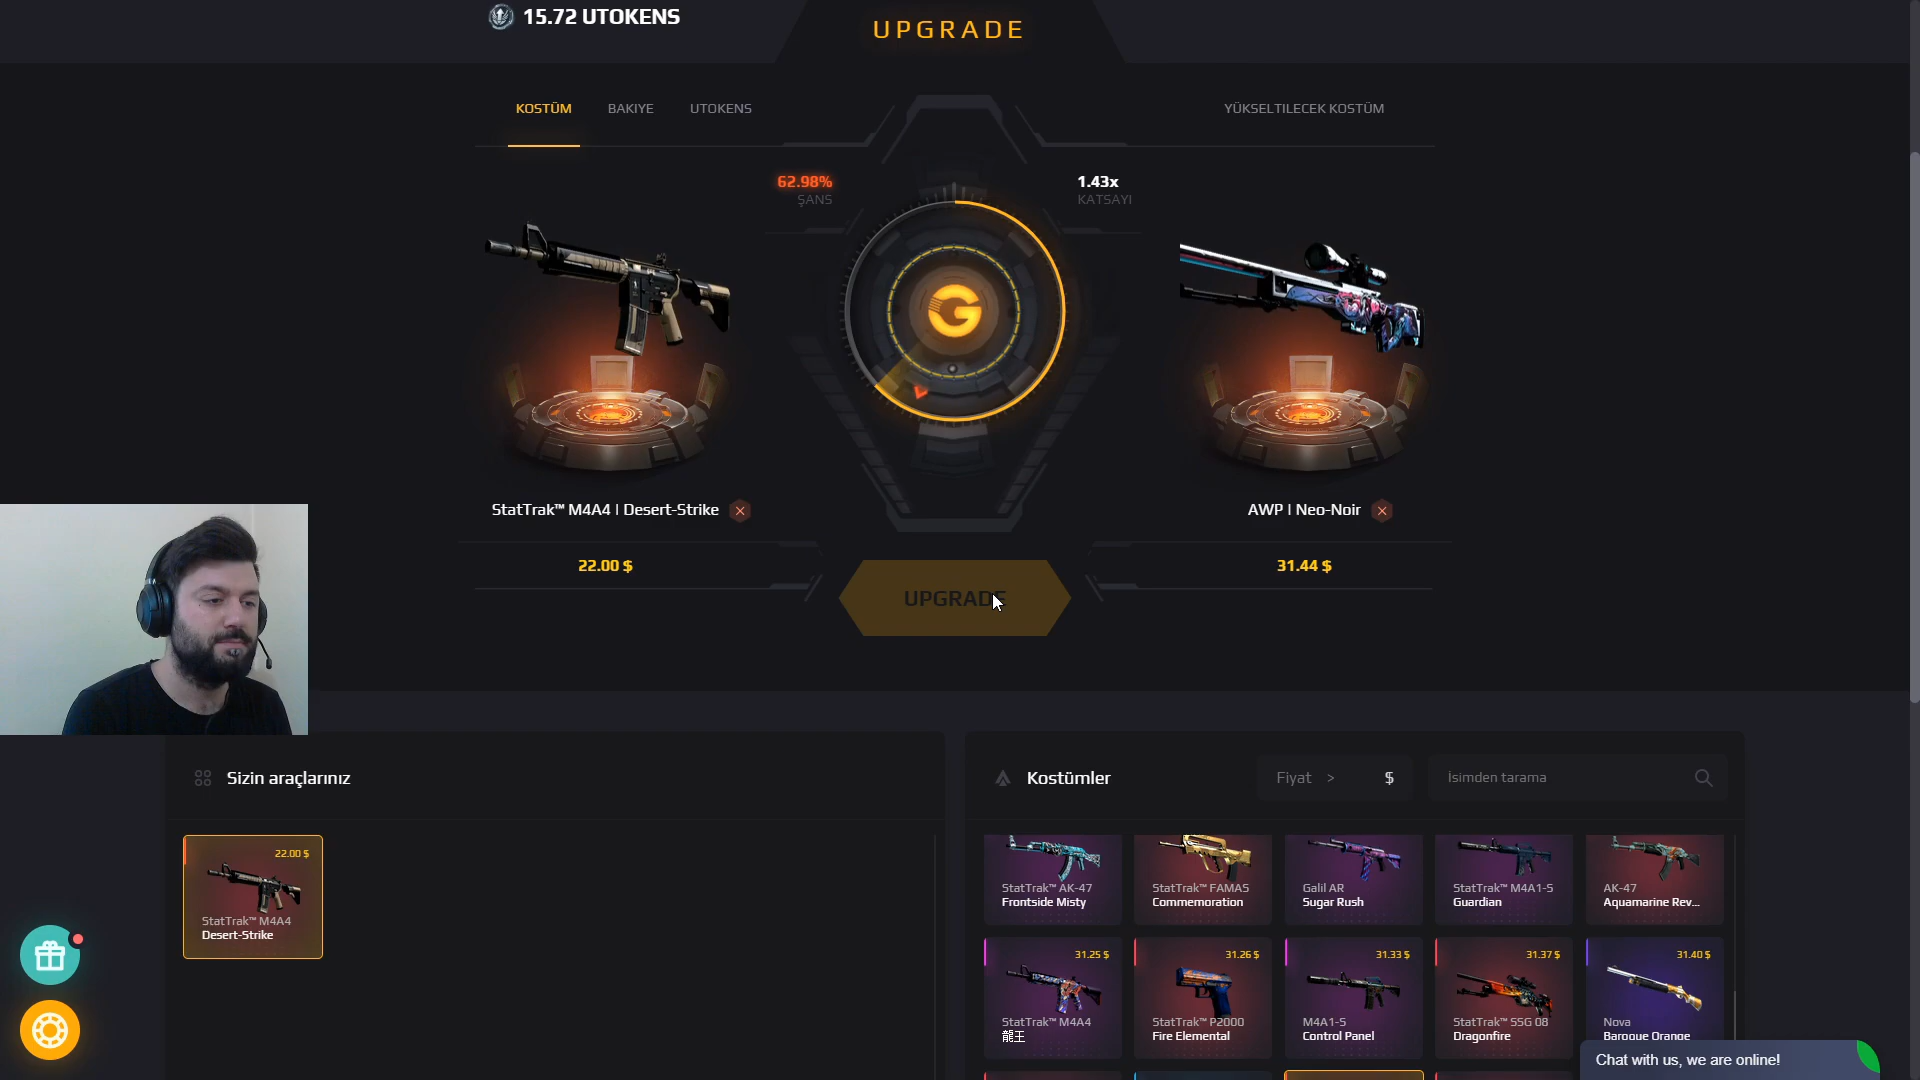 15.72 UTOKENS
UPGRADE
KOSTÜM
BAKIYE
UTOKENS
YÜKSELTILECEK KOSTÜM
62.98%
ŞANS
1.43x
KATSAYI
G
StatTrak™ M4A4 | Desert-Strike
AWP | Neo-Noir
22.00 $
31.44 $
UPGRADE
Sizin araçlarınız
Kostümler
Fiyat > $
İsimden tarama
22.00 $
StatTrak™ M4A4
Desert-Strike
StatTrak™ AK-47
Frontside Misty
StatTrak™ FAMAS
Commemoration
Galil AR
Sugar Rush
StatTrak™ M4A1-S
Guardian
AK-47
Aquamarine Rev...
31.25 $
StatTrak™ M4A4
龍王
31.26 $
StatTrak™ P2000
Fire Elemental
31.33 $
M4A1-S
Control Panel
31.37 $
StatTrak™ SSG 08
Dragonfire
31.40 $
Nova
Baroque Orange
Chat with us, we are online!